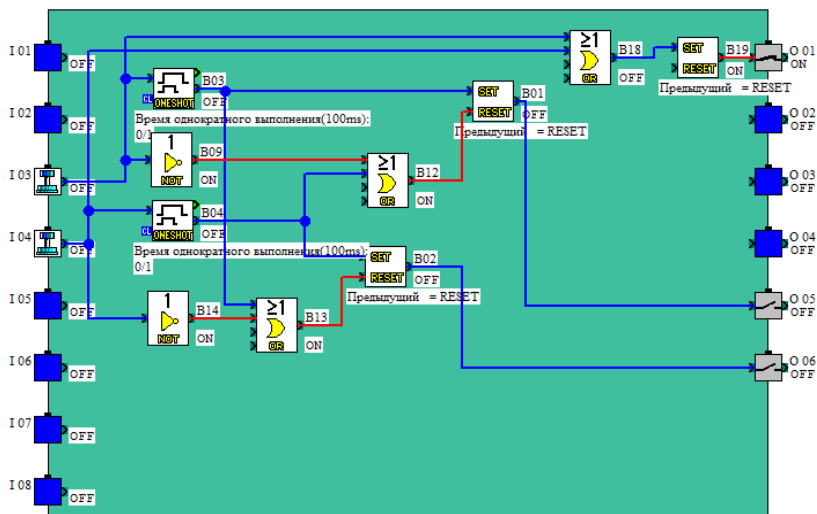 I 01
OFF
I 02
OFF
I 03
OFF
I 04
OFF
I 05
OFF
I 06
OFF
I 07
OFF
I 08
OFF
B03
OFF
CL ONESHOT
Время однократного выполнения(100ms):
0/1
1
NOT
B09
ON
B04
OFF
CL ONESHOT
Время однократного выполнения(100ms):
0/1
1
NOT
B14
ON
≥1
OR
B13
ON
≥1
OR
B12
ON
SET
RESET
B02
OFF
Предыдущий = RESET
SET
RESET
B01
OFF
Предыдущий = RESET
≥1
OR
B18
OFF
SET
RESET
B19
ON
Предыдущий = RESET
O 01
ON
O 02
OFF
O 03
OFF
O 04
OFF
O 05
OFF
O 06
OFF